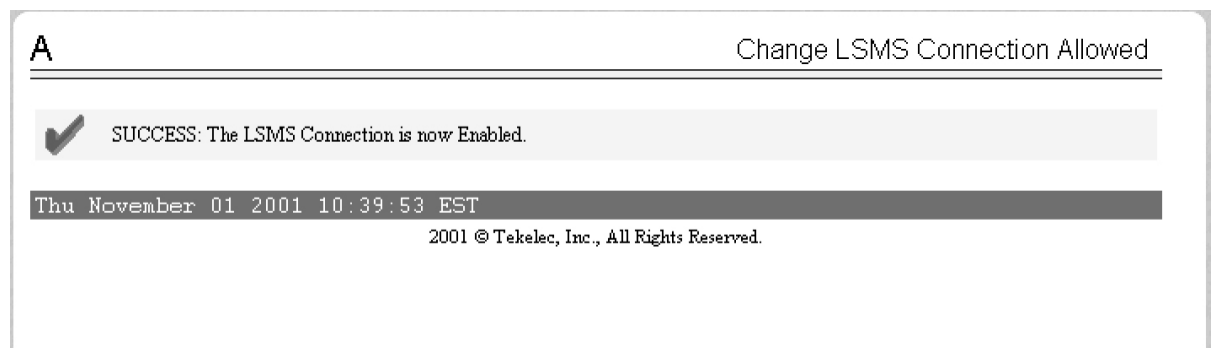 A
Change LSMS Connection Allowed
SUCCESS: The LSMS Connection is now Enabled.
Thu November 01 2001 10:39:53 EST
2001 © Tekelec, Inc., All Rights Reserved.